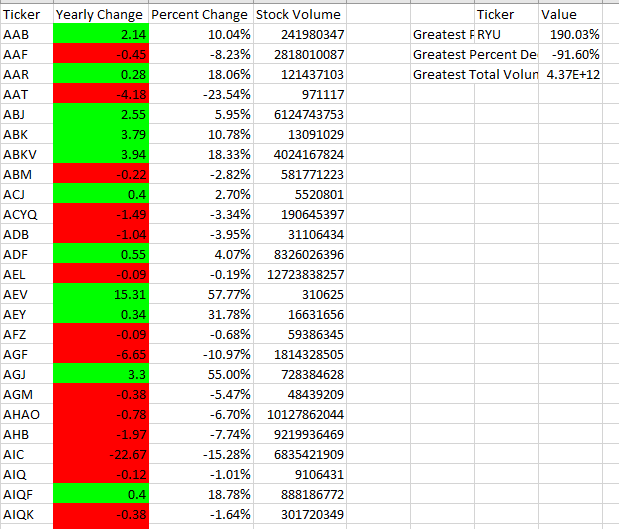 Ticker Yearly Change Percent Change Stock Volume Ticker Value
AAB 2.14 10.04% 241980347 Greatest P RYU 190.03%
AAF -0.45 -8.23% 2818010087 Greatest Percent De -91.60%
AAR 0.28 18.06% 121437103 Greatest Total Volun 4.37E+12
AAT -4.18 -23.54% 971117
ABJ 2.55 5.95% 6124743753
ABK 3.79 10.78% 13091029
ABKV 3.94 18.33% 4024167824
ABM -0.22 -2.82% 581771223
ACJ 0.4 2.70% 5520801
ACYQ -1.49 -3.34% 190645397
ADB -1.04 -3.95% 31106434
ADF 0.55 4.07% 8326026396
AEL -0.09 -0.19% 12723838257
AEV 15.31 57.77% 310625
AEY 0.34 31.78% 16631656
AFZ -0.09 -0.68% 59386345
AGF -6.65 -10.97% 1814328505
AGJ 3.3 55.00% 728384628
AGM -0.38 -5.47% 48439209
AHAO -0.78 -6.70% 10127862044
AHB -1.97 -7.74% 9219936469
AIC -22.67 -15.28% 6835421909
AIQ -0.12 -1.01% 9106431
AIQF 0.4 18.78% 888186772
AIQK -0.38 -1.64% 301720349